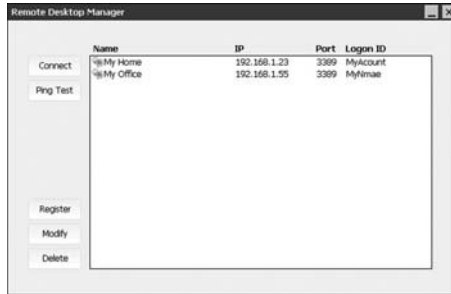 Remote Desktop Manager
Name IP Port Logon ID
Connect
My Home 192.168.1.23 3389 MyAcount
My Office 192.168.1.55 3389 MyNmae
Ping Test
Register
Modify
Delete